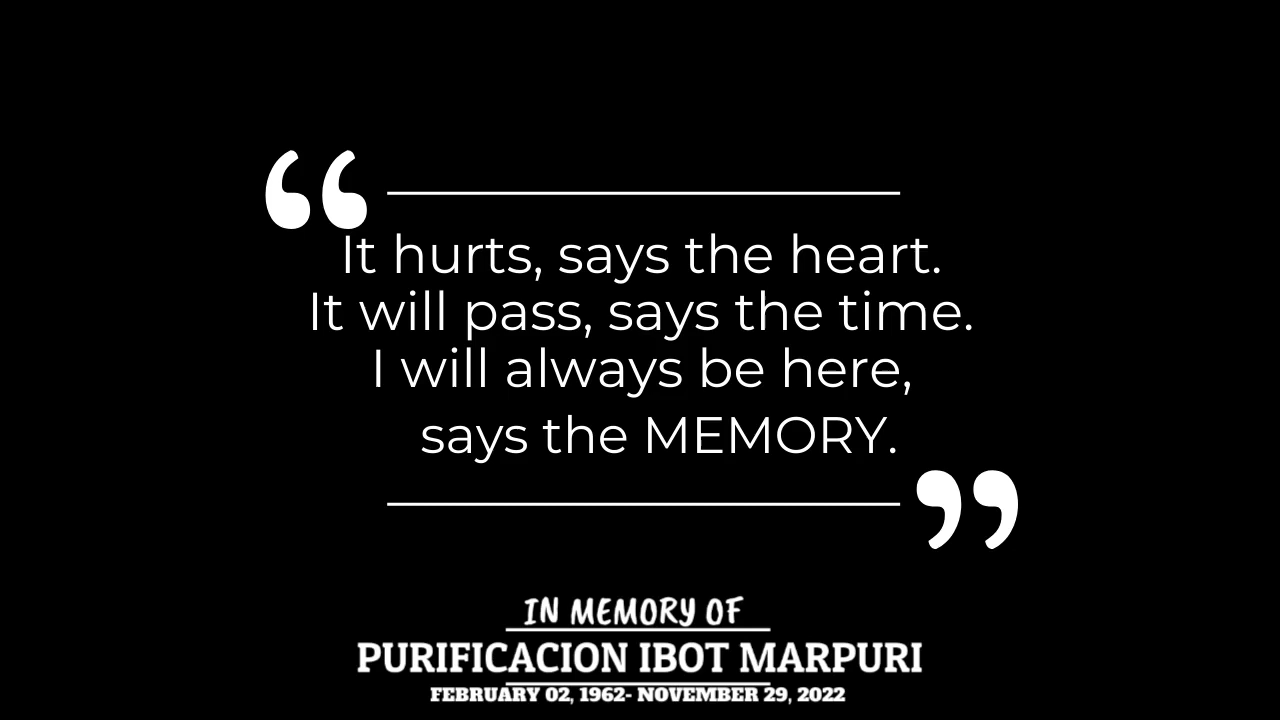 “
It hurts, says the heart.
It will pass, says the time.
I will always be here,
says the MEMORY.
”
IN MEMORY OF
PURIFICACION IBOT MARPURI
FEBRUARY 02, 1962- NOVEMBER 29, 2022